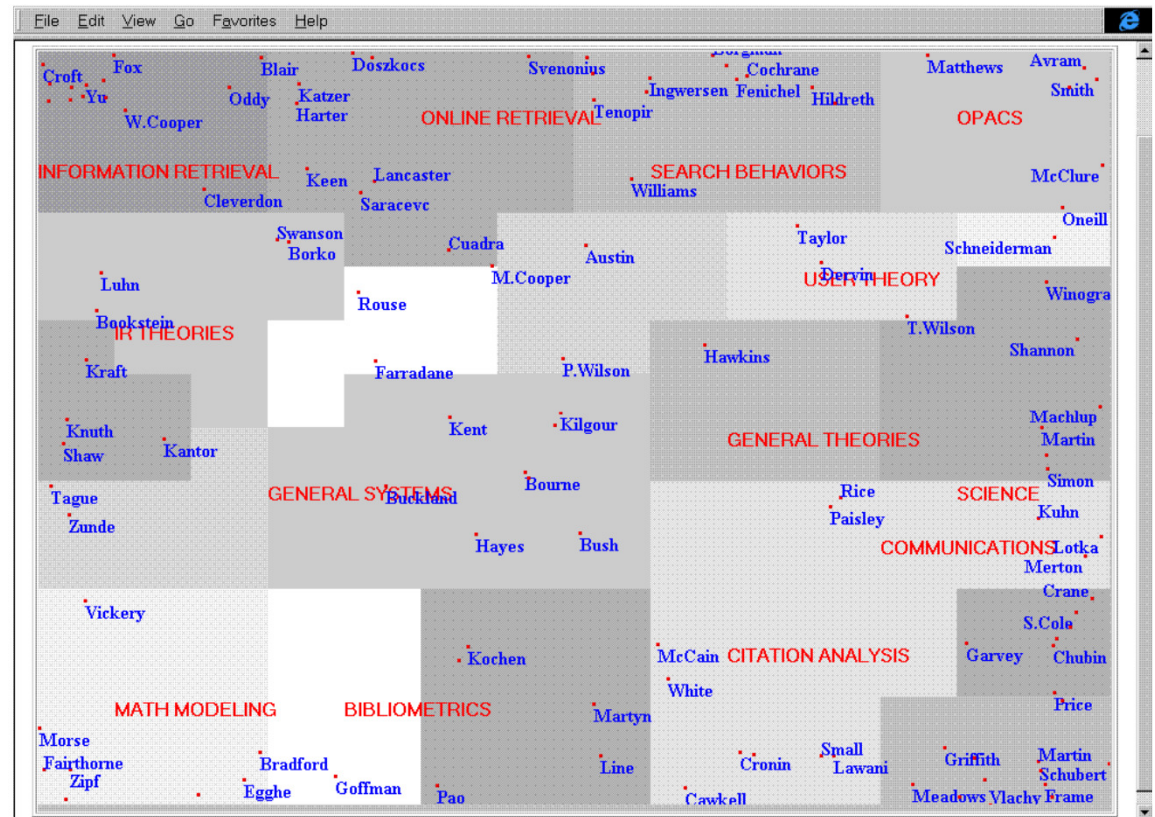 File Edit View Go Favorites Help
Croft Fox Blair Doszkocs Svenonius Borgman Cochrane Matthews Avram
Yu Oddy Katzer Ingwersen Fenichel Hildreth Smith
W.Cooper Harter ONLINE RETRIEVAL Tenopir OPACS
INFORMATION RETRIEVAL Keen Lancaster SEARCH BEHAVIORS McClure
Cleverdon Saracevc Williams
Oneill
Swanson Cuadra Taylor Schneiderman
Borko Austin
Luhn M.Cooper Dervin USER THEORY
Rouse Winogra
Bookstein T.Wilson
IR THEORIES Hawkins Shannon
Kraft Farradane P.Wilson
Machlup
Knuth Kent Kilgour GENERAL THEORIES Martin
Shaw Kantor
Simon
Tague GENERAL SYSTEMS Buckland Bourne Rice SCIENCE
Zunde Paisley Kuhn
Hayes Bush COMMUNICATIONS Lotka
Merton
Crane
Vickery S.Cole
Kochen McCain CITATION ANALYSIS Garvey Chubin
White
MATH MODELING BIBLIOMETRICS Martyn Price
Morse
Fairthorne Bradford Line Cronin Small Griffith Martin
Zipf Lawani Schubert
Egghe Goffman Pao Cawkell Meadows Vlachy Frame